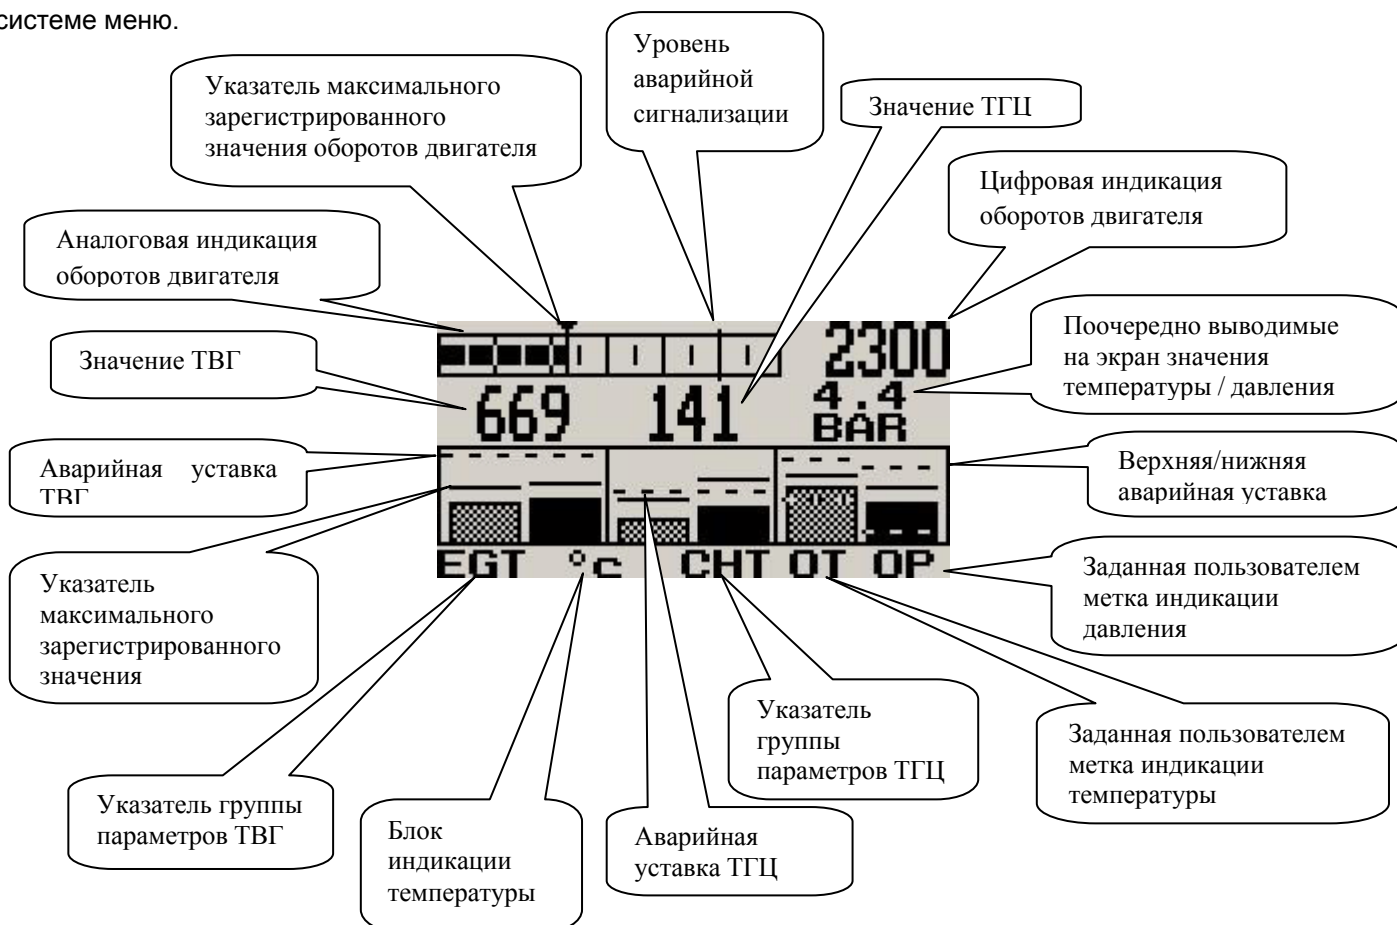 системе меню.
Уровень
аварийной
сигнализации
Указатель максимального
зарегистрированного
значения оборотов двигателя
Значение ТГЦ
Цифровая индикация
оборотов двигателя
Аналоговая индикация
оборотов двигателя
Значение ТВГ
Поочередно выводимые
на экран значения
температуры / давления
2300
669 141 4.4
BAR
Аварийная уставка
ТВГ
Верхняя/нижняя
аварийная уставка
EGT °C CHT OT OP
Указатель
максимального
зарегистрированного
значения
Заданная пользователем
метка индикации
давления
Указатель
группы
параметров ТГЦ
Заданная пользователем
метка индикации
температуры
Указатель группы
параметров ТВГ
Блок
индикации
температуры
Аварийная
уставка ТГЦ